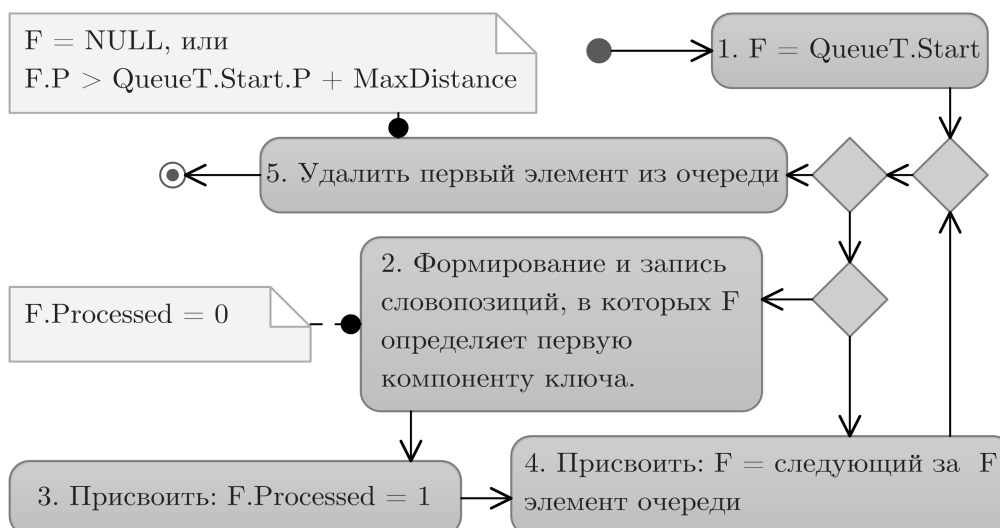 F = NULL, или
F.P > QueueT.Start.P + MaxDistance
1. F = QueueT.Start
5. Удалить первый элемент из очереди
2. Формирование и запись
словопозиций, в которых F
определяет первую
компоненту ключа.
F.Processed = 0
3. Присвоить: F.Processed = 1
4. Присвоить: F = следующий за F
элемент очереди